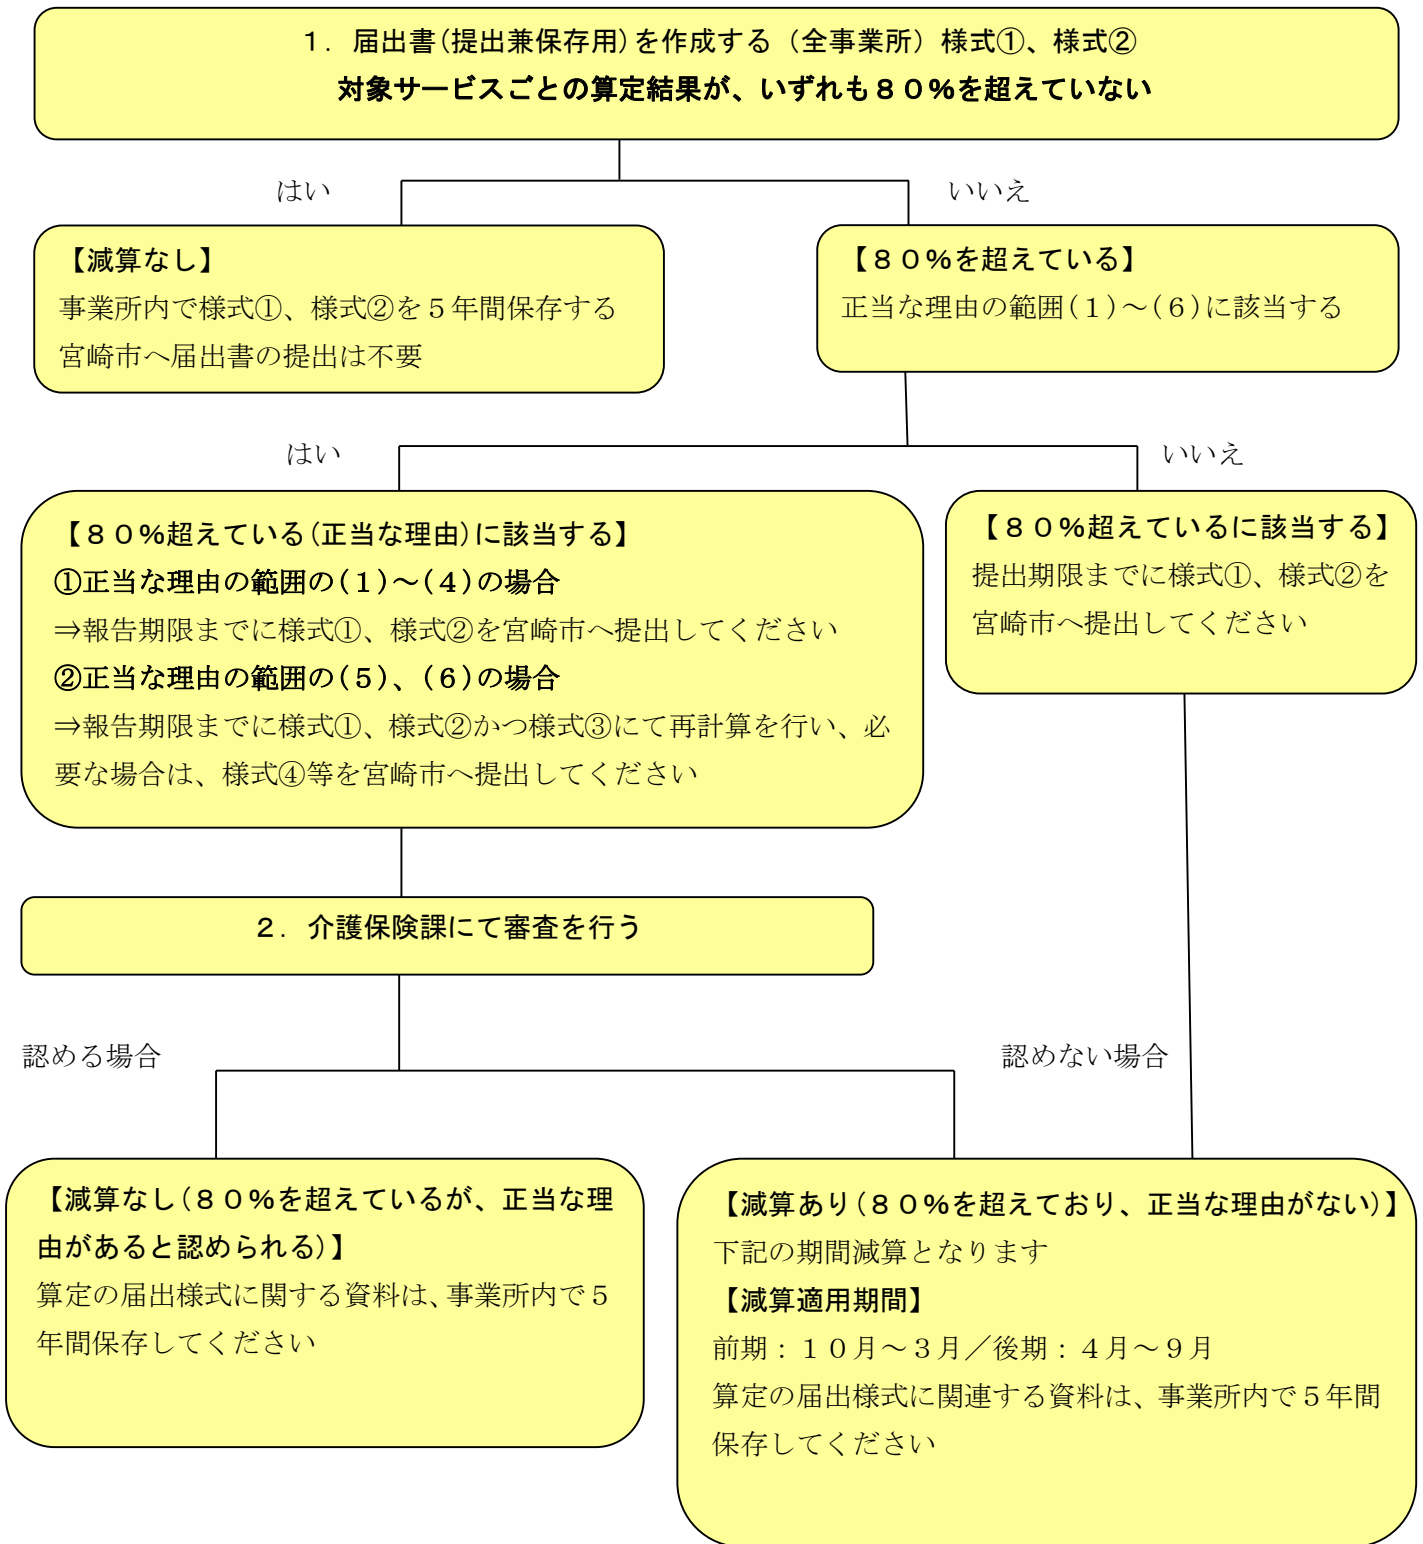 １．届出書(提出兼保存用)を作成する（全事業所）様式①、様式②
対象サービスごとの算定結果が、いずれも８０％を超えていない
はい
いいえ
【減算なし】
事業所内で様式①、様式②を５年間保存する
宮崎市へ届出書の提出は不要
【８０％を超えている】
正当な理由の範囲(１)～(６)に該当する
はい
いいえ
【８０％超えている(正当な理由)に該当する】
①正当な理由の範囲の(１)～(４)の場合
⇒報告期限までに様式①、様式②を宮崎市へ提出してください
②正当な理由の範囲の(５)、(６)の場合
⇒報告期限までに様式①、様式②かつ様式③にて再計算を行い、必
要な場合は、様式④等を宮崎市へ提出してください
【８０％超えているに該当する】
提出期限までに様式①、様式②を
宮崎市へ提出してください
２．介護保険課にて審査を行う
認める場合
認めない場合
【減算なし(８０％を超えているが、正当な理
由があると認められる)】
算定の届出様式に関する資料は、事業所内で５
年間保存してください
【減算あり(８０％を超えており、正当な理由がない)】
下記の期間減算となります
【減算適用期間】
前期：１０月～３月／後期：４月～９月
算定の届出様式に関連する資料は、事業所内で５年間
保存してください